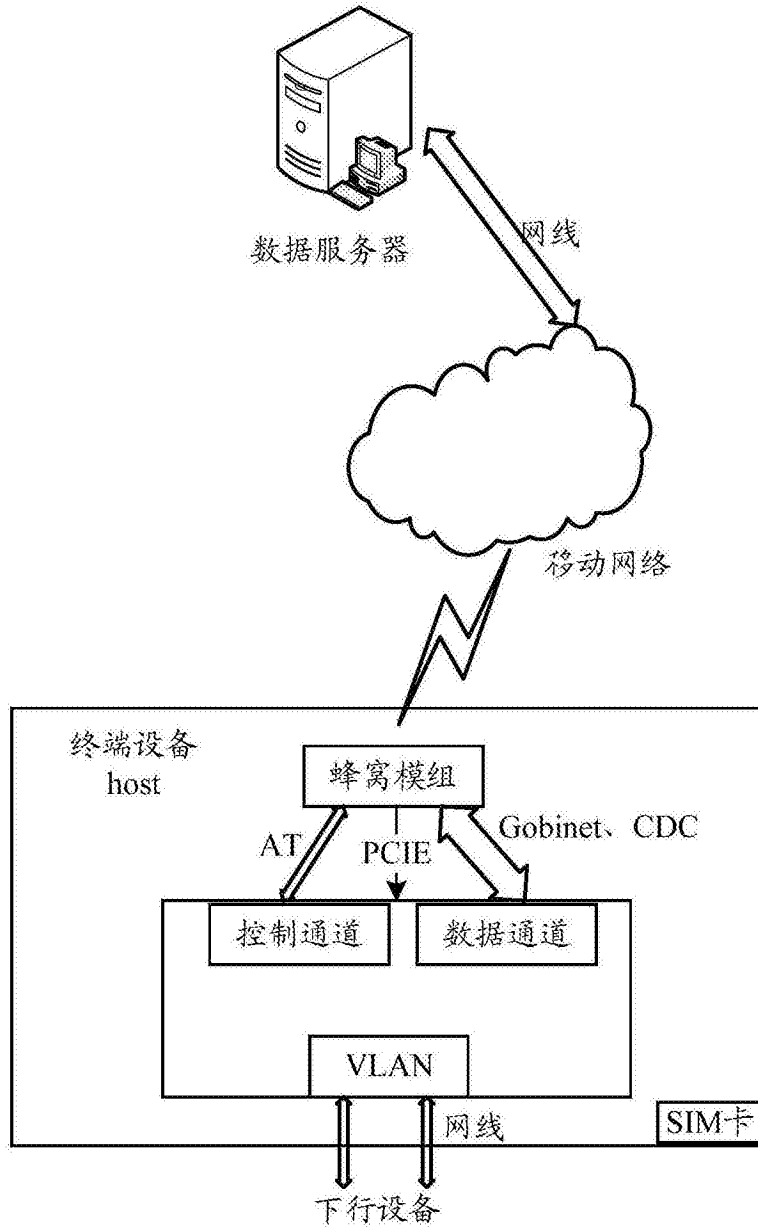 数据服务器
网线
移动网络
终端设备
host
蜂窝模组
AT
PCIE
Gobinet、CDC
控制通道
数据通道
VLAN
网线
SIM卡
下行设备